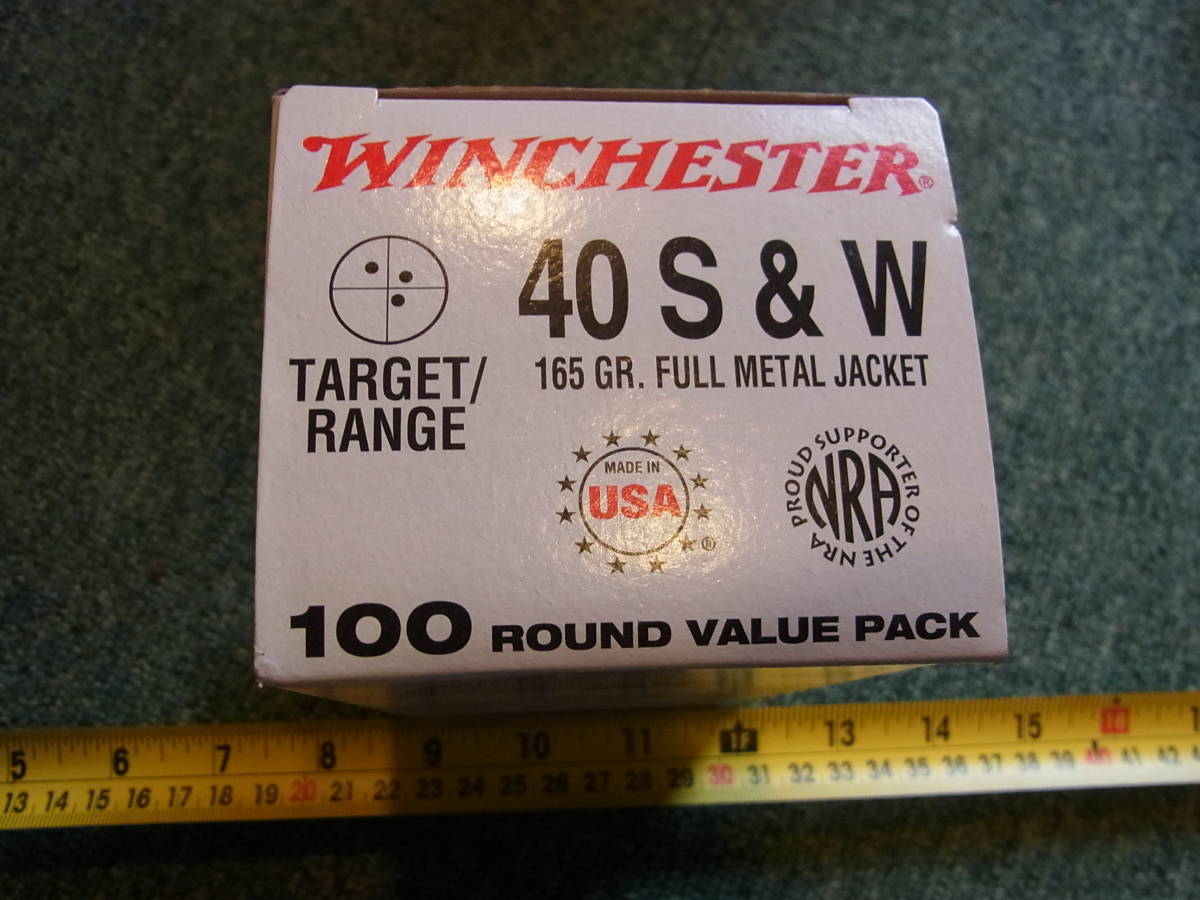 WINCHESTER®
40 S & W
165 GR. FULL METAL JACKET
TARGET/
RANGE
MADE IN
USA
®
PROUD SUPPORTER OF THE NRA
NRA
100 ROUND VALUE PACK
5 6 7 8 9 10 11 1F 13 14 15 16
13 14 15 16 17 18 19 20 21 22 23 24 25 26 27 28 29 30 31 32 33 34 35 36 37 38 39 40 41 42